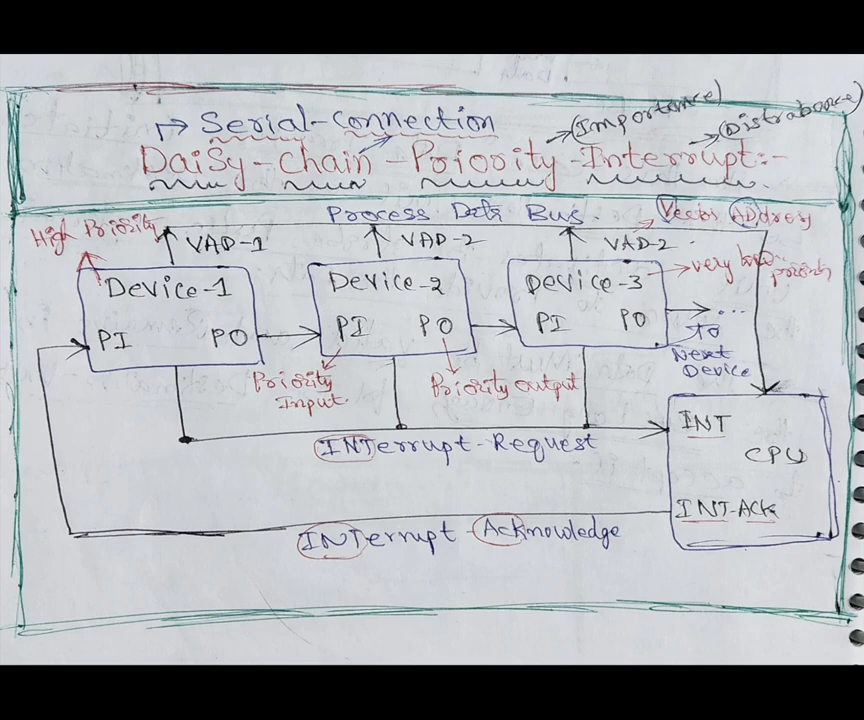 (Importance)
(Distrabance)
→ Serial-connection
Daisy-Chain-Priority-Interrupt:-
Process Data Bus
Vector ADdress
High Priority
VAD-1
VAD-2
VAD-2
very low priority
Device-1
PI PO
Device-2
PI PO
Device-3
PI PO
...
To
Next
Device
Priority
Input
Priority output
INTerrupt-Request
INT
CPU
INT-ACK
INTerrupt-Acknowledge